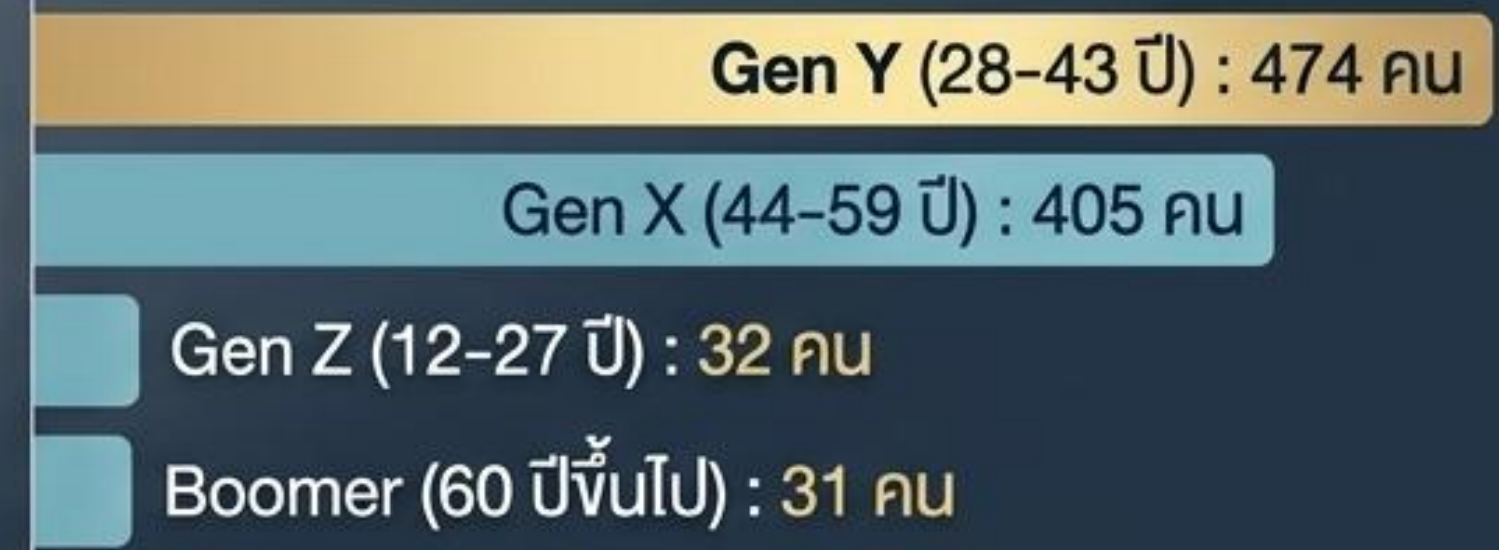 Gen Y (28-43 ปี) : 474 คน
Gen X (44-59 ปี) : 405 คน
Gen Z (12-27 ปี) : 32 คน
Boomer (60 ปีขึ้นไป) : 31 คน